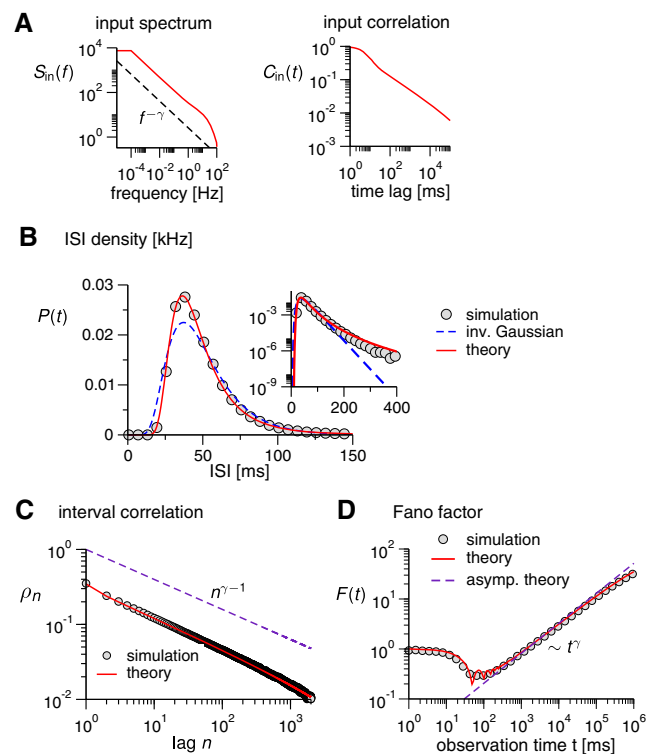 A
input spectrum
S_in(f)
10^4
10^2
10^0
f^−γ
10^−4 10^−2 10^0 10^2
frequency [Hz]
input correlation
C_in(t)
10^0
10^−1
10^−2
10^−3
10^0 10^2 10^4
time lag [ms]
B ISI density [kHz]
P(t)
0.03
0.02
0.01
0
0 50 100 150
ISI [ms]
10^−3
10^−6
10^−9
0 200 400
simulation
inv. Gaussian
theory
C interval correlation
ρ_n
10^0
10^−1
10^−2
n^γ−1
simulation
theory
10^0 10^1 10^2 10^3
lag n
D Fano factor
simulation
theory
asymp. theory
F(t)
10^2
10^1
10^0
10^−1
∼ t^γ
10^0 10^1 10^2 10^3 10^4 10^5 10^6
observation time t [ms]